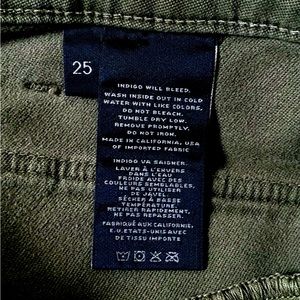 25
INDIGO WILL BLEED.
WASH INSIDE OUT IN COLD
WATER WITH LIKE COLORS.
DO NOT BLEACH.
TUMBLE DRY LOW.
REMOVE PROMPTLY.
DO NOT IRON.
MADE IN CALIFORNIA, USA
OF IMPORTED FABRIC
INDIGO VA SAIGNER.
LAVER À L'ENVERS
DANS L'EAU FROIDE
AVEC DES
COULEURS SEMBLABLES.
NE PAS UTILISER
DE JAVEL.
SÉCHER À BASSE
TEMPÉRATURE.
RETIRER RAPIDEMENT.
NE PAS REPASSER.
FABRIQUÉ AUX CALIFORNIE,
É.U.ÉTATS-UNIS AVEC
DE TISSU IMPORTÉ